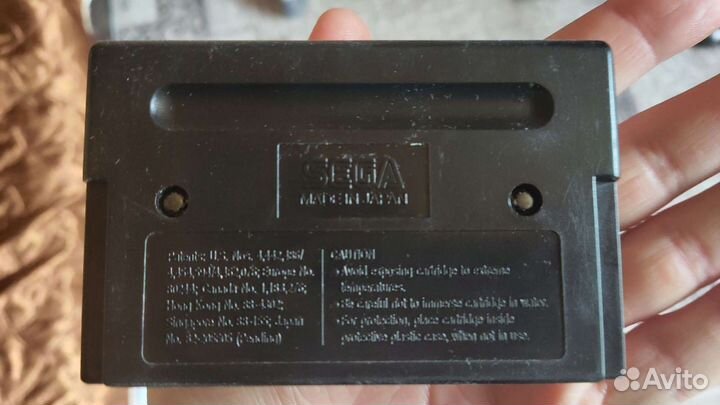 SEGA
MADE IN JAPAN
Patents: U.S. Nos. 4,442,486/
4,454,594/4,462,076; Europe No.
80244; Canada No. 1,183,276;
Hong Kong No. 88-4302;
Singapore No. 88-155; Japan
No. 82-205605 (Pending)
CAUTION
• Avoid exposing cartridge to extreme
temperatures.
• Be careful not to immerse cartridge in water.
• For protection, place cartridge inside
protective plastic case, when not in use.
Avito